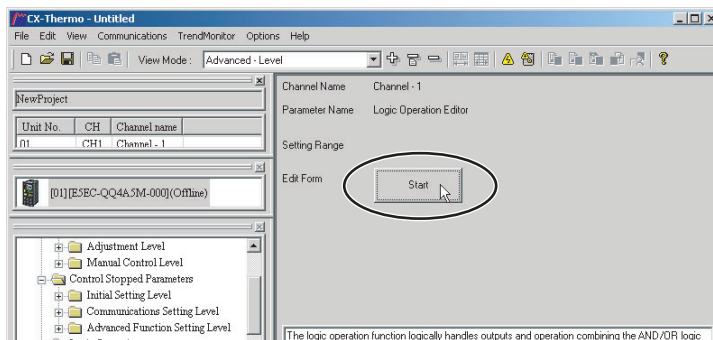 CX-Thermo - Untitled
File Edit View Communications TrendMonitor Options Help
View Mode : Advanced - Level
NewProject
Unit No. CH Channel name
01 CH1 Channel - 1
[01][E5EC-QQ4A5M-000](Offline)
Adjustment Level
Manual Control Level
Control Stopped Parameters
Initial Setting Level
Communications Setting Level
Advanced Function Setting Level
Channel Name Channel - 1
Parameter Name Logic Operation Editor
Setting Range
Edit Form Start
The logic operation function logically handles outputs and operation combining the AND/OR logic